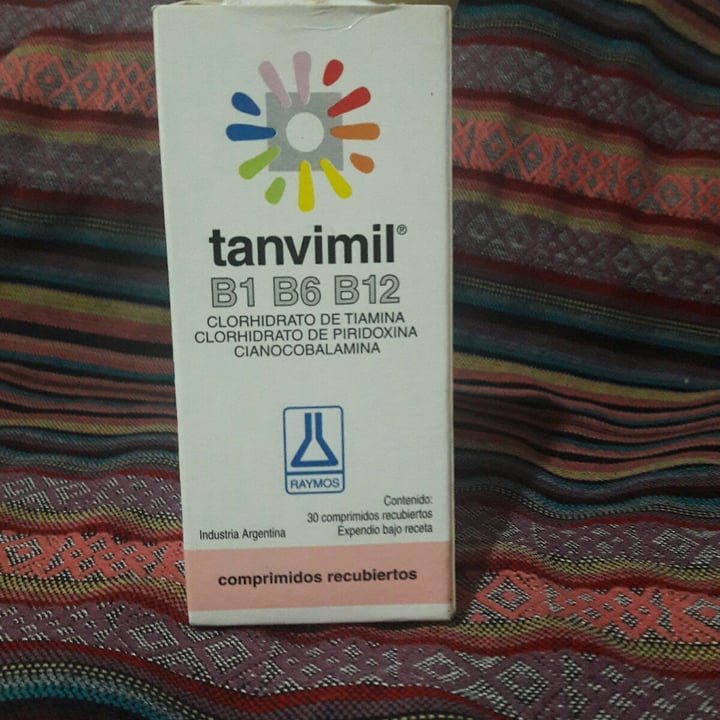 tanvimil®
B1 B6 B12
CLORHIDRATO DE TIAMINA
CLORHIDRATO DE PIRIDOXINA
CIANOCOBALAMINA
RAYMOS
Contenido:
30 comprimidos recubiertos
Industria Argentina Expendio bajo receta
comprimidos recubiertos